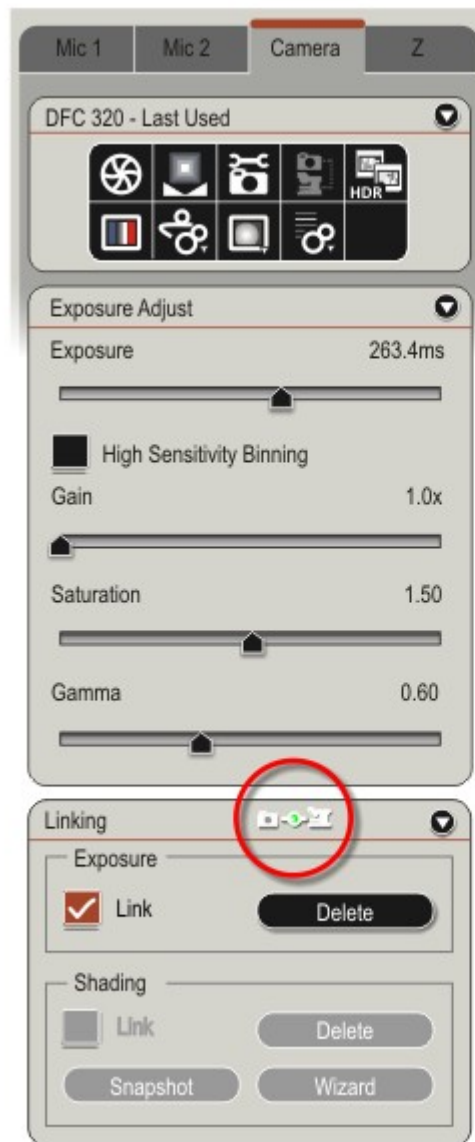 Mic 1 Mic 2 Camera Z
DFC 320 - Last Used
HDR
Exposure Adjust
Exposure 263.4ms
High Sensitivity Binning
Gain 1.0x
Saturation 1.50
Gamma 0.60
Linking
Exposure
Link Delete
Shading
Link Delete
Snapshot Wizard